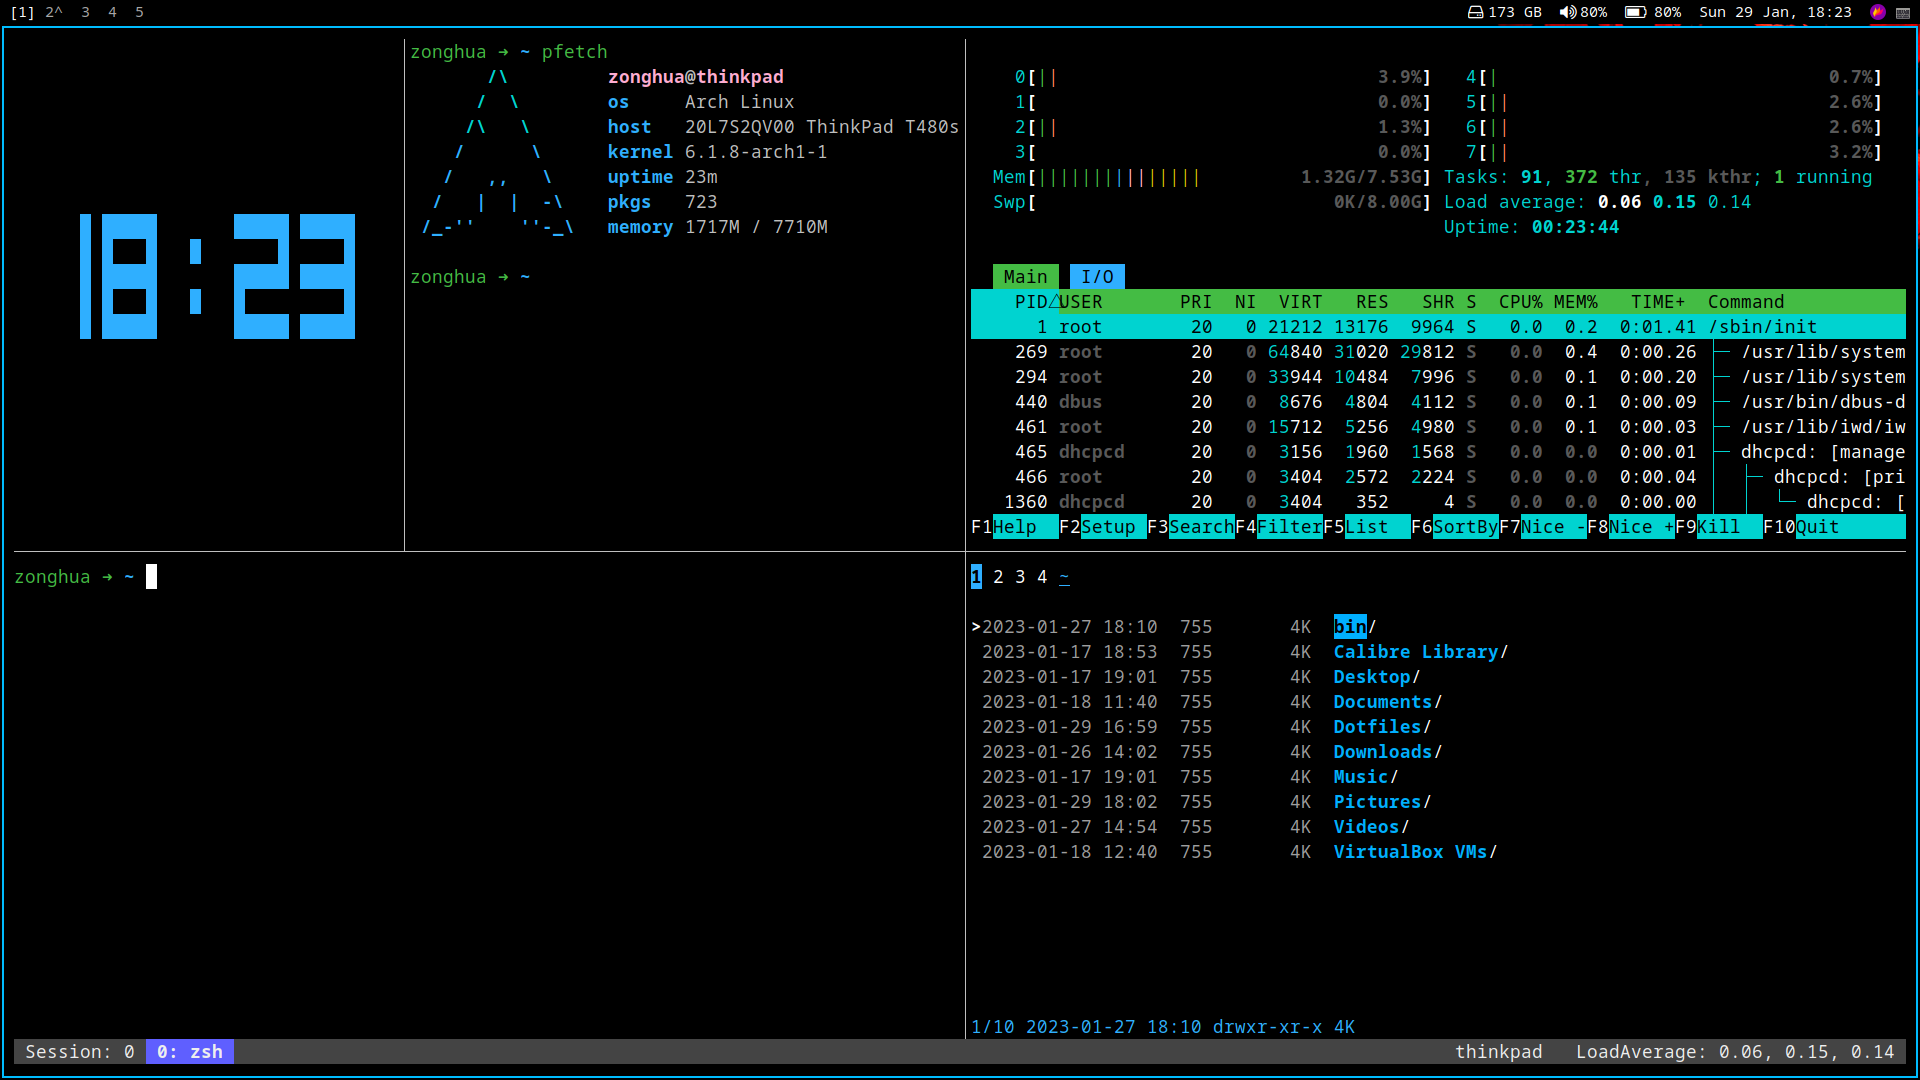 [1] 2^ 3 4 5 173 GB 80% 80% Sun 29 Jan, 18:23
18:23
zonghua → ~ pfetch
/\ zonghua@thinkpad
/ \ os Arch Linux
/\ \ host 20L7S2QV00 ThinkPad T480s
/ \ kernel 6.1.8-arch1-1
/ ,, \ uptime 23m
/ | | -\ pkgs 723
/_-'' ''-_\ memory 1717M / 7710M
zonghua → ~
0[|| 3.9%] 4[| 0.7%]
1[ 0.0%] 5[|| 2.6%]
2[|| 1.3%] 6[|| 2.6%]
3[ 0.0%] 7[|| 3.2%]
Mem[||||||||||||||| 1.32G/7.53G] Tasks: 91, 372 thr, 135 kthr; 1 running
Swp[ 0K/8.00G] Load average: 0.06 0.15 0.14
Uptime: 00:23:44
Main I/O
PID△USER PRI NI VIRT RES SHR S CPU% MEM% TIME+ Command
1 root 20 0 21212 13176 9964 S 0.0 0.2 0:01.41 /sbin/init
269 root 20 0 64840 31020 29812 S 0.0 0.4 0:00.26 ├─ /usr/lib/system
294 root 20 0 33944 10484 7996 S 0.0 0.1 0:00.20 ├─ /usr/lib/system
440 dbus 20 0 8676 4804 4112 S 0.0 0.1 0:00.09 ├─ /usr/bin/dbus-d
461 root 20 0 15712 5256 4980 S 0.0 0.1 0:00.03 ├─ /usr/lib/iwd/iw
465 dhcpcd 20 0 3156 1960 1568 S 0.0 0.0 0:00.01 ├─ dhcpcd: [manage
466 root 20 0 3404 2572 2224 S 0.0 0.0 0:00.04 │ ├─ dhcpcd: [pri
1360 dhcpcd 20 0 3404 352 4 S 0.0 0.0 0:00.00 │ │ └─ dhcpcd: [
F1Help F2Setup F3SearchF4FilterF5List F6SortByF7Nice -F8Nice +F9Kill F10Quit
zonghua → ~
1 2 3 4 ~
>2023-01-27 18:10 755 4K bin/
2023-01-17 18:53 755 4K Calibre Library/
2023-01-17 19:01 755 4K Desktop/
2023-01-18 11:40 755 4K Documents/
2023-01-29 16:59 755 4K Dotfiles/
2023-01-26 14:02 755 4K Downloads/
2023-01-17 19:01 755 4K Music/
2023-01-29 18:02 755 4K Pictures/
2023-01-27 14:54 755 4K Videos/
2023-01-18 12:40 755 4K VirtualBox VMs/
1/10 2023-01-27 18:10 drwxr-xr-x 4K
Session: 0 0: zsh thinkpad LoadAverage: 0.06, 0.15, 0.14